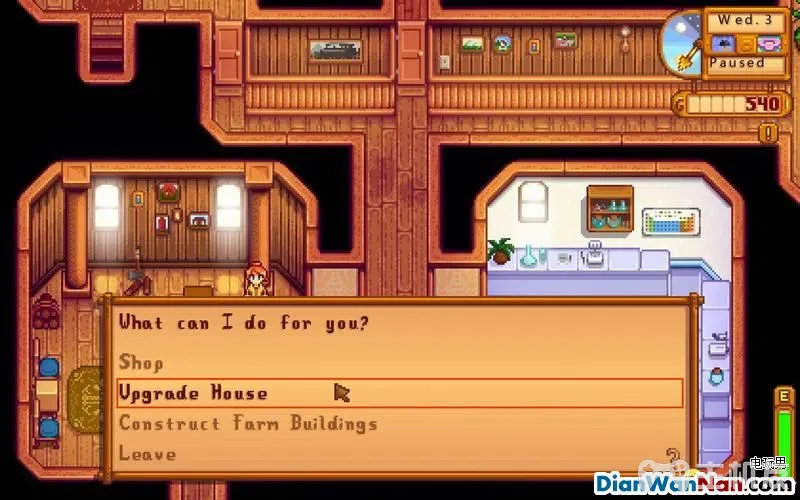 Wed. 3
Paused
G 540
!
What can I do for you?
Shop
Upgrade House
Construct Farm Buildings
Leave
E
电玩男
DianWanNan.com